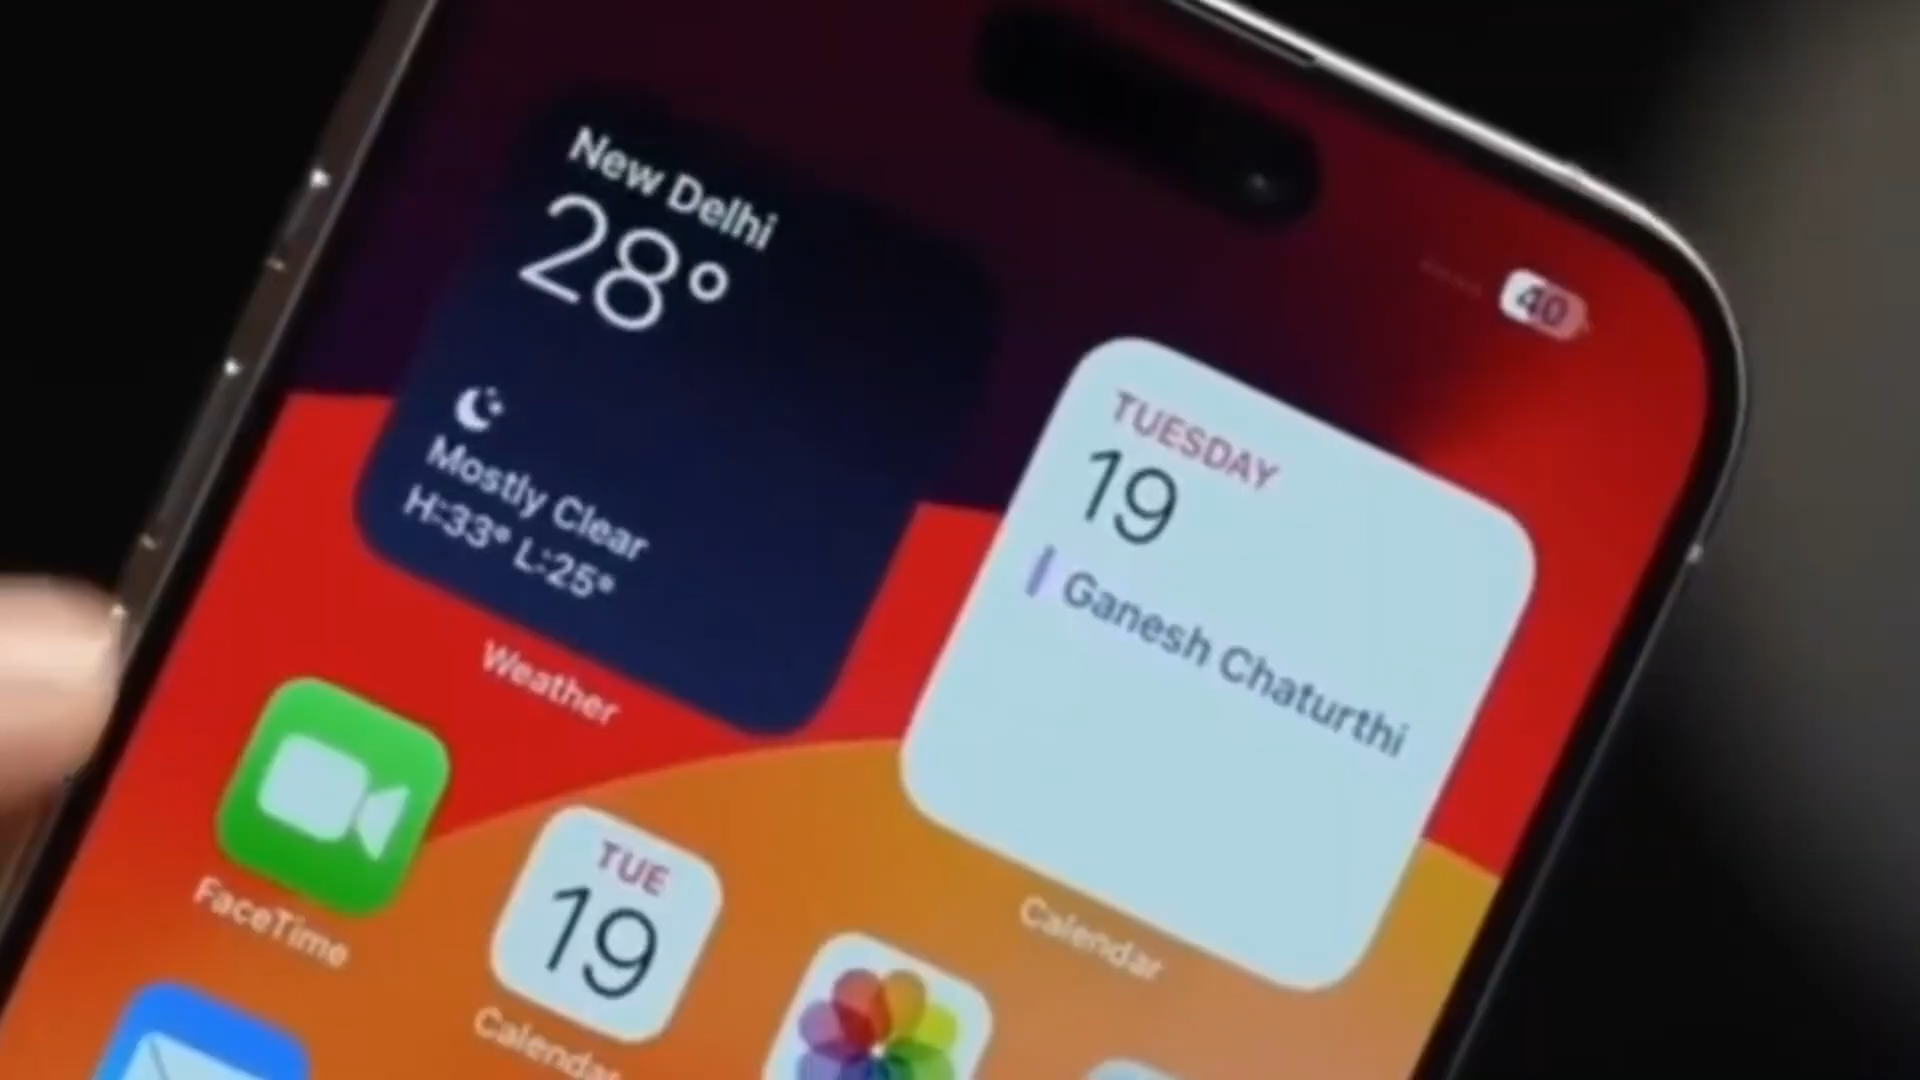 New Delhi
28°
Mostly Clear
H:33° L:25°
Weather
40
TUESDAY
19
Ganesh Chaturthi
Calendar
FaceTime
TUE
19
Calendar